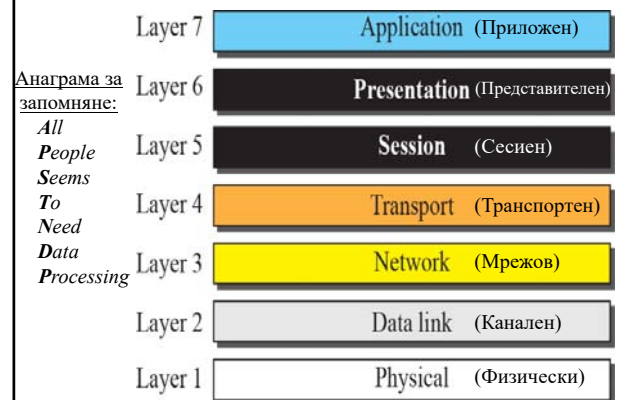 Layer 7 Application (Приложен)
Анаграма за
запомняне:
All
People
Seems
To
Need
Data
Processing
Layer 6 Presentation (Представителен)
Layer 5 Session (Сесиен)
Layer 4 Transport (Транспортен)
Layer 3 Network (Мрежов)
Layer 2 Data link (Канален)
Layer 1 Physical (Физически)